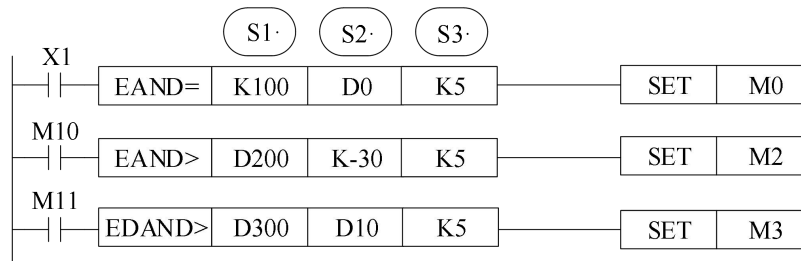 S1· S2· S3·
X1
EAND= K100 D0 K5 SET M0
M10
EAND> D200 K-30 K5 SET M2
M11
EDAND> D300 D10 K5 SET M3